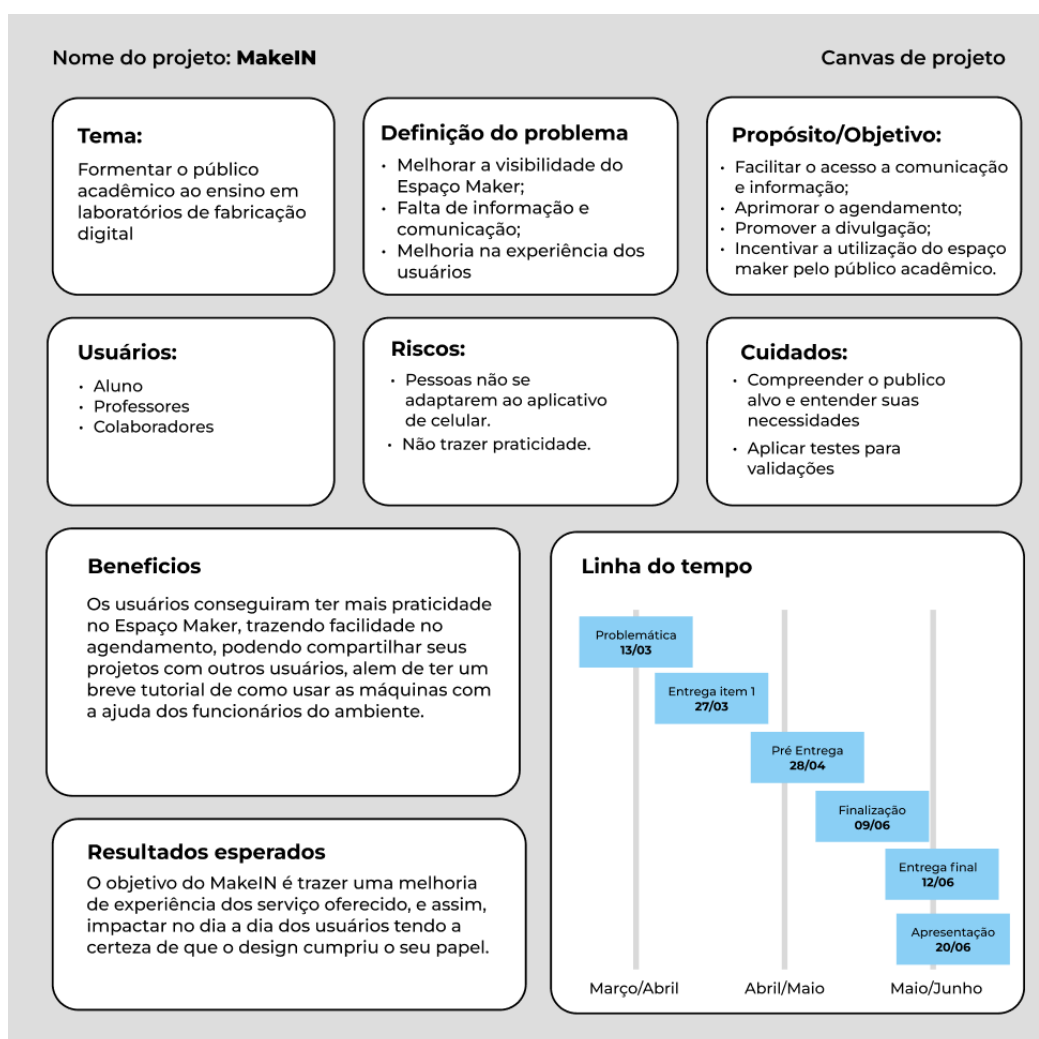 Nome do projeto: MakeIN
Canvas de projeto
Tema:
Formentar o público
acadêmico ao ensino em
laboratórios de fabricação
digital
Definição do problema
• Melhorar a visibilidade do
Espaço Maker;
• Falta de informação e
comunicação;
• Melhoria na experiência dos
usuários
Propósito/Objetivo:
• Facilitar o acesso a comunicação
e informação;
• Aprimorar o agendamento;
• Promover a divulgação;
• Incentivar a utilização do espaço
maker pelo público acadêmico.
Usuários:
• Aluno
• Professores
• Colaboradores
Riscos:
• Pessoas não se
adaptarem ao aplicativo
de celular.
• Não trazer praticidade.
Cuidados:
• Compreender o publico
alvo e entender suas
necessidades
• Aplicar testes para
validações
Beneficios
Os usuários conseguiram ter mais praticidade
no Espaço Maker, trazendo facilidade no
agendamento, podendo compartilhar seus
projetos com outros usuários, alem de ter um
breve tutorial de como usar as máquinas com
a ajuda dos funcionários do ambiente.
Resultados esperados
O objetivo do MakeIN é trazer uma melhoria
de experiência dos serviço oferecido, e assim,
impactar no dia a dia dos usuários tendo a
certeza de que o design cumpriu o seu papel.
Linha do tempo
Problemática
13/03
Entrega item 1
27/03
Pré Entrega
28/04
Finalização
09/06
Entrega final
12/06
Apresentação
20/06
Março/Abril
Abril/Maio
Maio/Junho